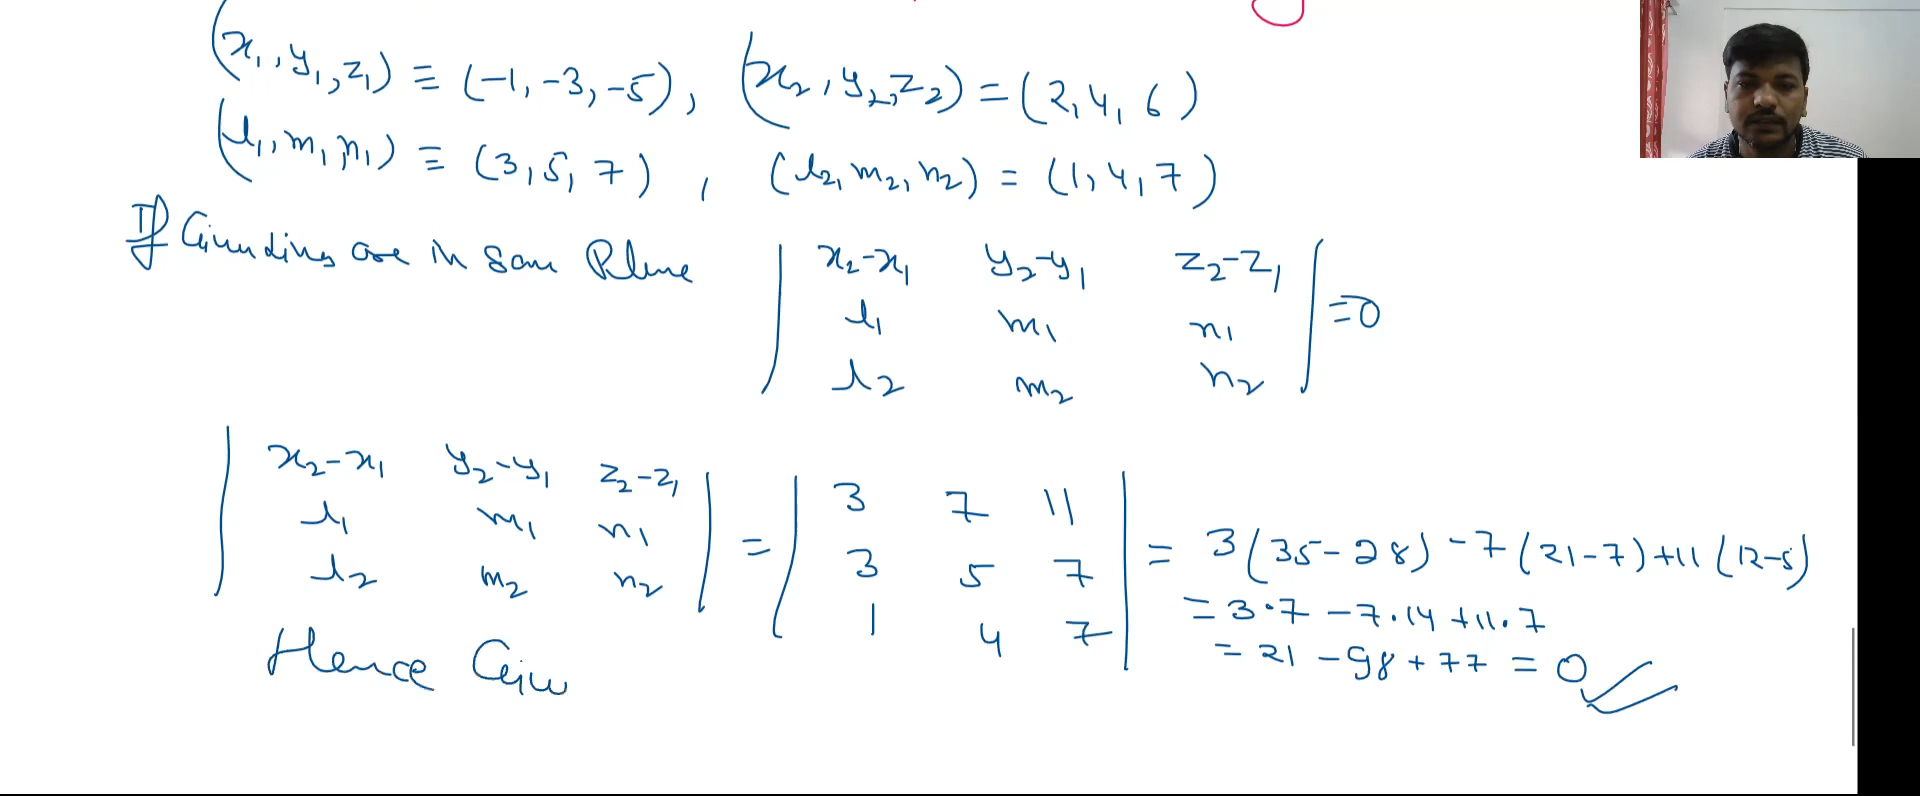 (x₁, y₁, z₁) ≡ (-1, -3, -5), (x₂, y₂, z₂) = (2, 4, 6)
(l₁, m₁, n₁) ≡ (3, 5, 7), (l₂, m₂, n₂) = (1, 4, 7)
If are in Plane
| x₂-x₁ y₂-y₁ z₂-z₁ |
| l₁ m₁ n₁ | = 0
| l₂ m₂ n₂ |
| x₂-x₁ y₂-y₁ z₂-z₁ | | 3 7 11 |
| l₁ m₁ n₁ | = | 3 5 7 | = 3(35-28) -7(21-7) +11(12-5)
| l₂ m₂ n₂ | | 1 4 7 |
= 3·7 - 7·14 + 11·7
= 21 - 98 + 77 = 0
Hence